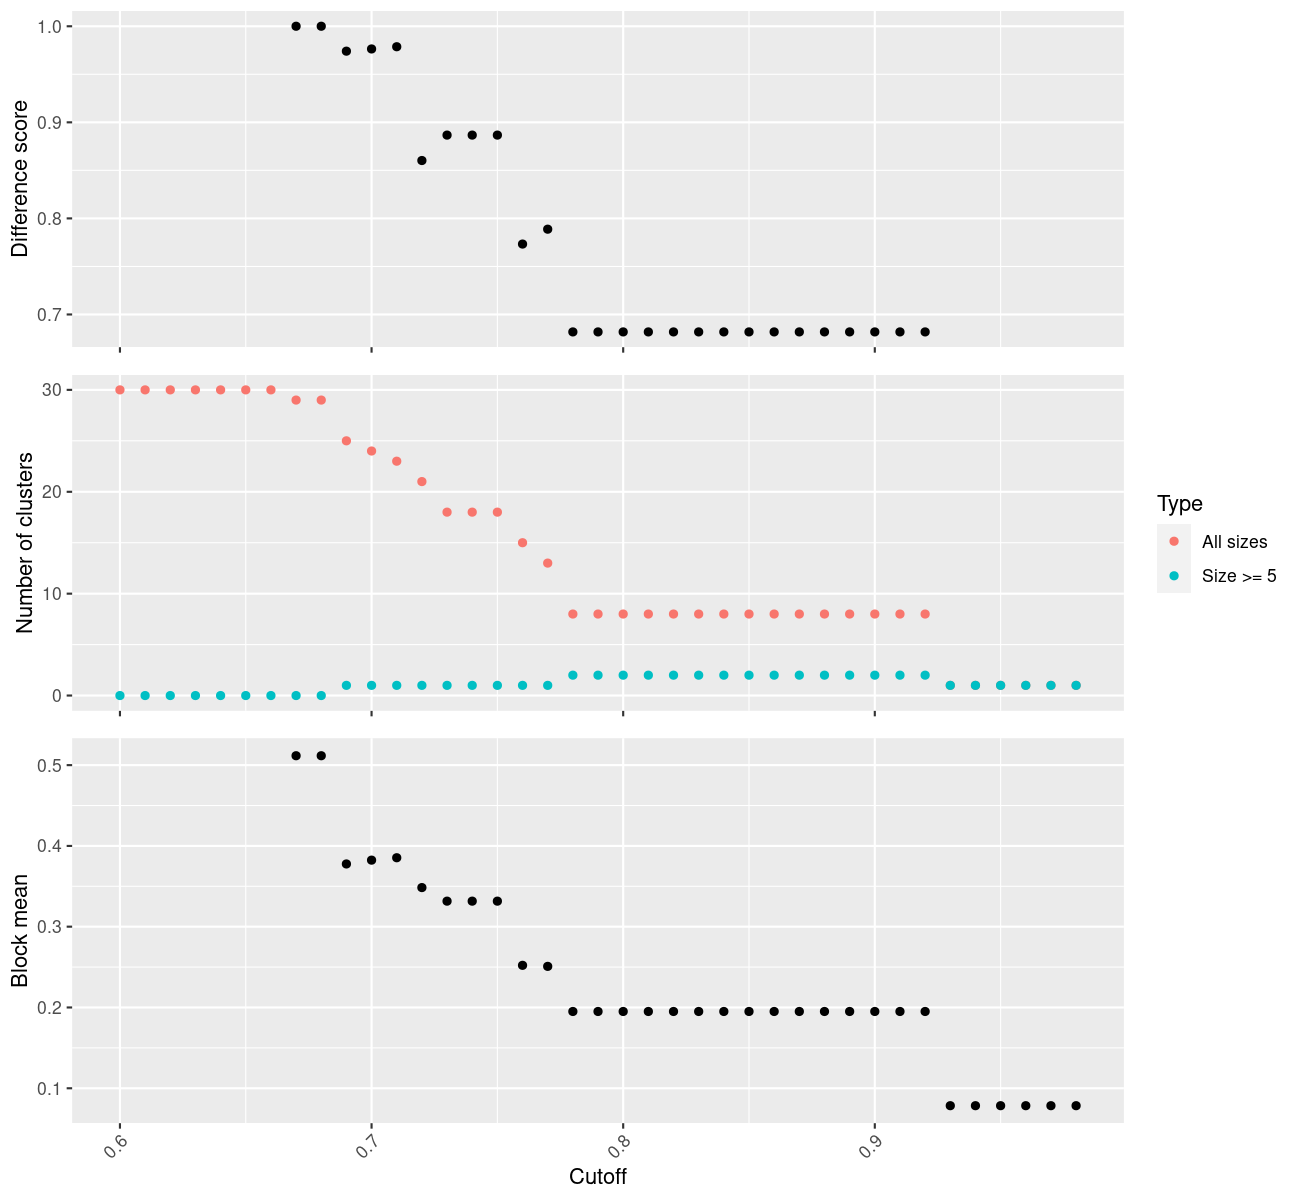 1.0
0.9
0.8
0.7
Difference score
30
20
10
0
Number of clusters
Type
All sizes
Size >= 5
0.5
0.4
0.3
0.2
0.1
Block mean
0.6 0.7 0.8 0.9
Cutoff